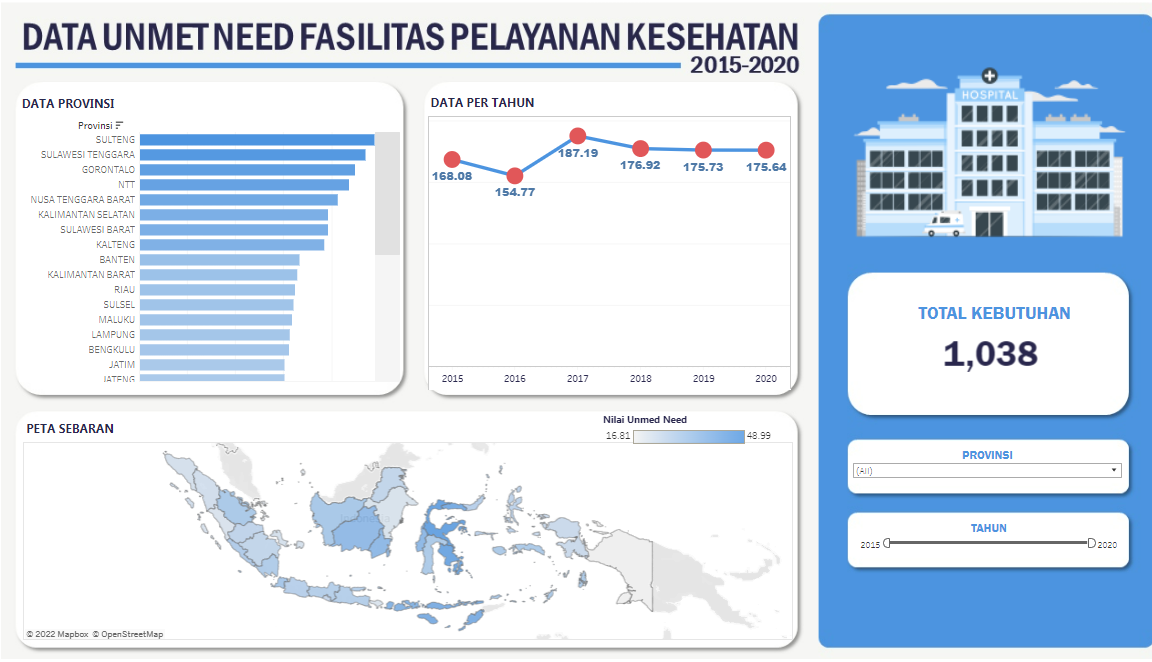 DATA UNMET NEED FASILITAS PELAYANAN KESEHATAN
2015-2020
DATA PROVINSI
Provinsi
SULTENG
SULAWESI TENGGARA
GORONTALO
NTT
NUSA TENGGARA BARAT
KALIMANTAN SELATAN
SULAWESI BARAT
KALTENG
BANTEN
KALIMANTAN BARAT
RIAU
SULSEL
MALUKU
LAMPUNG
BENGKULU
JATIM
JATENG
DATA PER TAHUN
168.08
154.77
187.19
176.92
175.73
175.64
2015 2016 2017 2018 2019 2020
PETA SEBARAN
Nilai Unmed Need
16.81 48.99
© 2022 Mapbox © OpenStreetMap
HOSPITAL
TOTAL KEBUTUHAN
1,038
PROVINSI
(All)
TAHUN
2015 2020